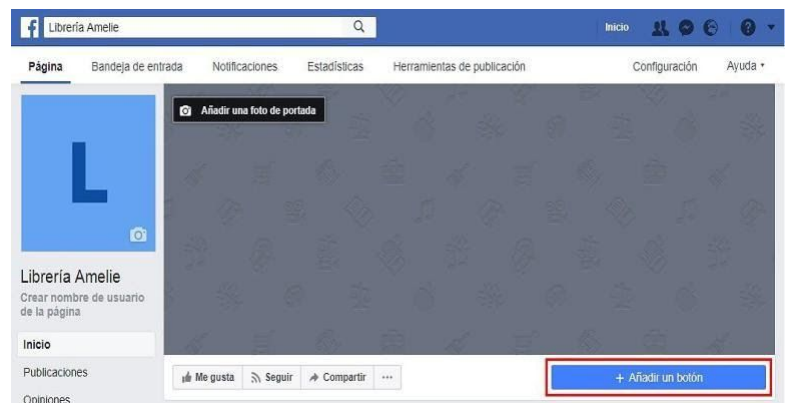 f Librería Amelie Inicio ?
Página Bandeja de entrada Notificaciones Estadísticas Herramientas de publicación Configuración Ayuda
Añadir una foto de portada
L
Librería Amelie
Crear nombre de usuario
de la página
Inicio
Publicaciones
Me gusta Seguir Compartir ... + Añadir un botón
Opiniones